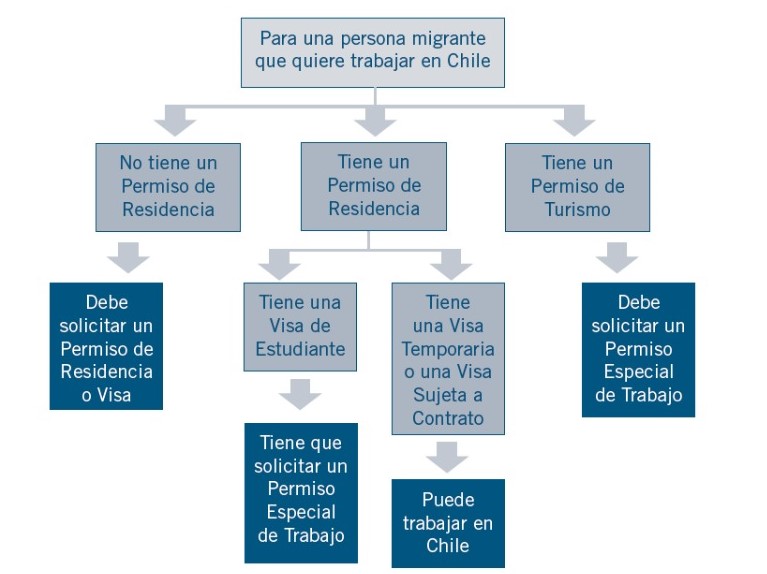 Para una persona migrante
que quiere trabajar en Chile
No tiene un
Permiso de
Residencia
Tiene un
Permiso de
Residencia
Tiene un
Permiso de
Turismo
Debe
solicitar un
Permiso de
Residencia
o Visa
Tiene una
Visa de
Estudiante
Tiene
una Visa
Temporaria
o una Visa
Sujeta a
Contrato
Debe
solicitar un
Permiso
Especial
de Trabajo
Tiene que
solicitar un
Permiso
Especial
de Trabajo
Puede
trabajar en
Chile